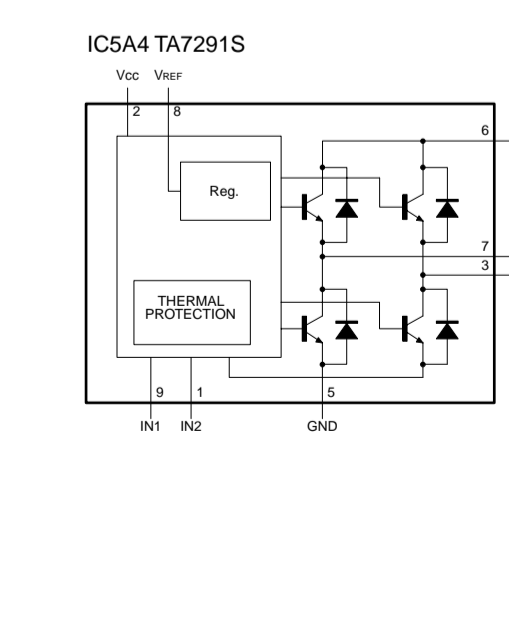 IC5A4 TA7291S
Vcc VREF
2 8
6
Reg.
7
3
THERMAL
PROTECTION
9 1 5
IN1 IN2 GND